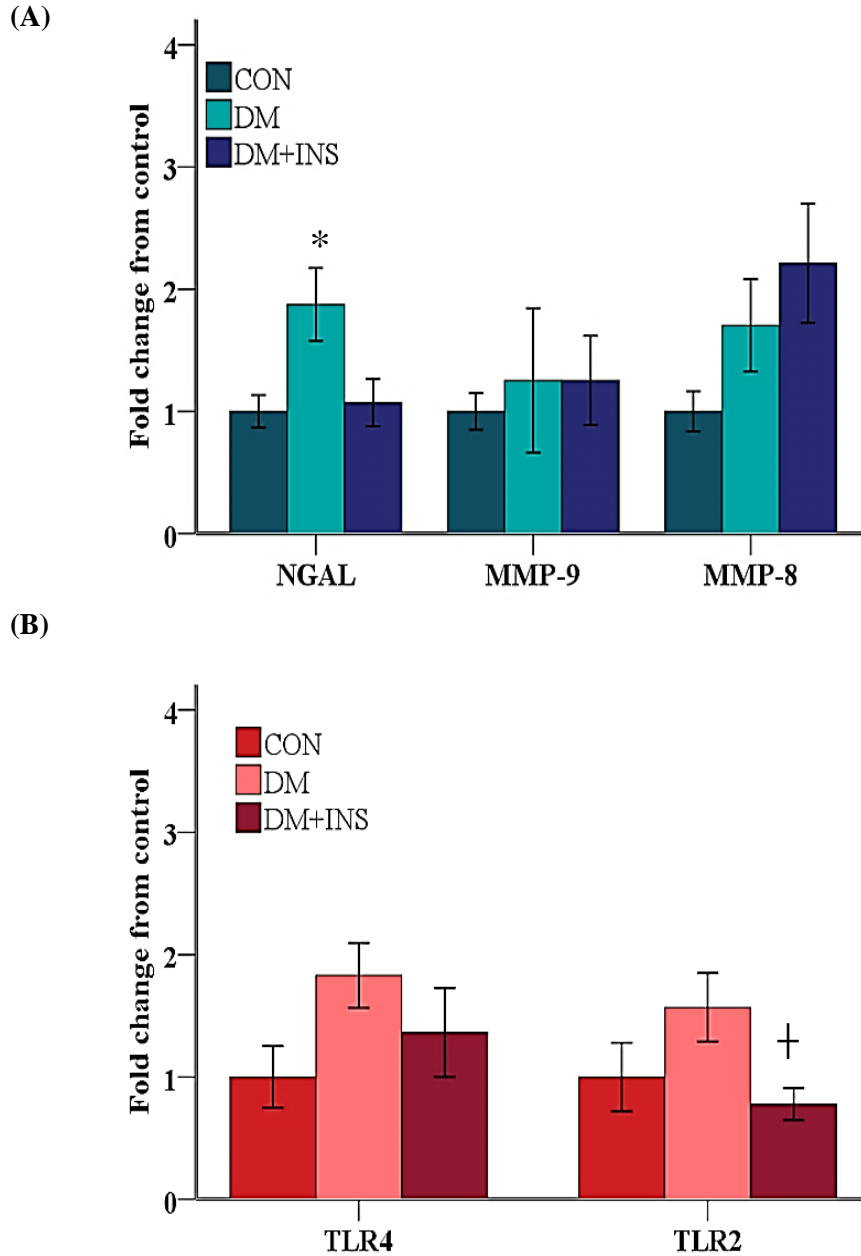 (A)
Fold change from control
4
3
2
1
0
CON
DM
DM+INS
*
NGAL MMP-9 MMP-8
(B)
Fold change from control
4
3
2
1
0
CON
DM
DM+INS
†
TLR4 TLR2